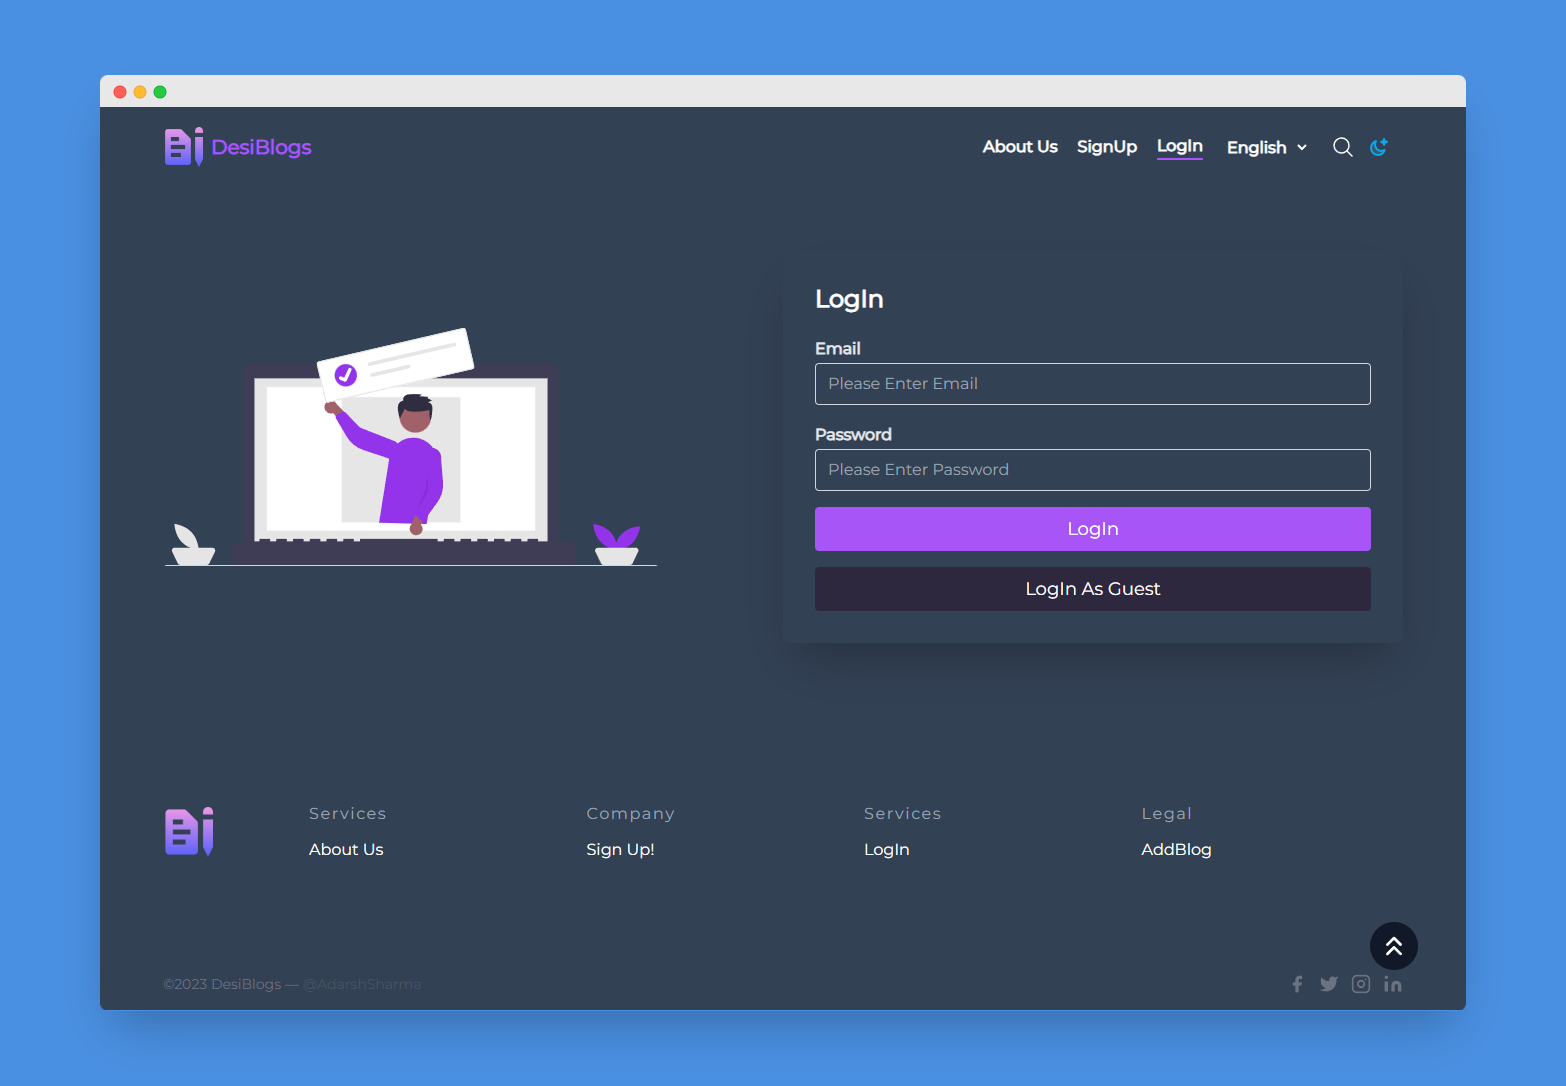 DesiBlogs
About Us SignUp LogIn English
LogIn
Email
Please Enter Email
Password
Please Enter Password
LogIn
LogIn As Guest
Services Company Services Legal
About Us Sign Up! LogIn AddBlog
©2023 DesiBlogs — @AdarshSharma